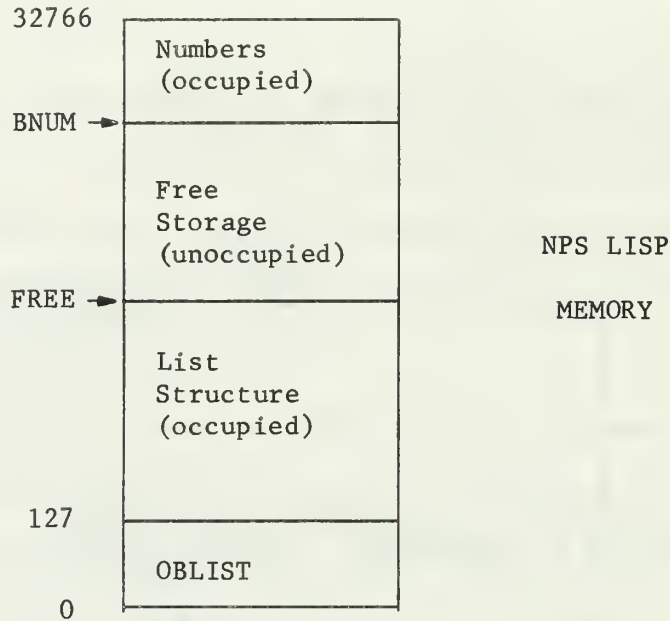 32766
Numbers
(occupied)
BNUM
Free
Storage
(unoccupied)
NPS LISP
FREE
MEMORY
List
Structure
(occupied)
127
OBLIST
0